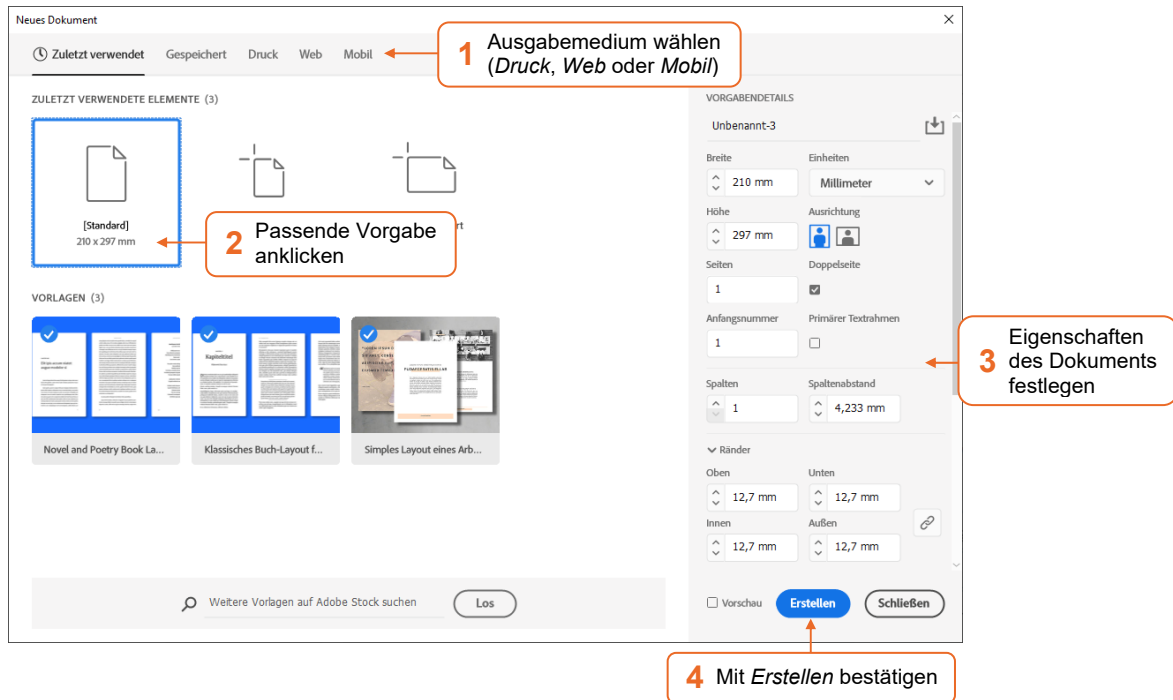 Neues Dokument
Zuletzt verwendet Gespeichert Druck Web Mobil
1 Ausgabemedium wählen
(Druck, Web oder Mobil)
ZULETZT VERWENDETE ELEMENTE (3)
[Standard]
210 x 297 mm
2 Passende Vorgabe
anklicken
rt
VORLAGEN (3)
Novel and Poetry Book La...
Klassisches Buch-Layout f...
Simples Layout eines Arb...
Kapiteltitel
Weitere Vorlagen auf Adobe Stock suchen
Los
VORGABENDETAILS
Unbenannt-3
Breite Einheiten
210 mm Millimeter
Höhe Ausrichtung
297 mm
Seiten Doppelseite
1
Anfangsnummer Primärer Textrahmen
1
Spalten Spaltenabstand
1 4,233 mm
Ränder
Oben Unten
12,7 mm 12,7 mm
Innen Außen
12,7 mm 12,7 mm
Vorschau Erstellen Schließen
3 Eigenschaften
des Dokuments
festlegen
4 Mit Erstellen bestätigen